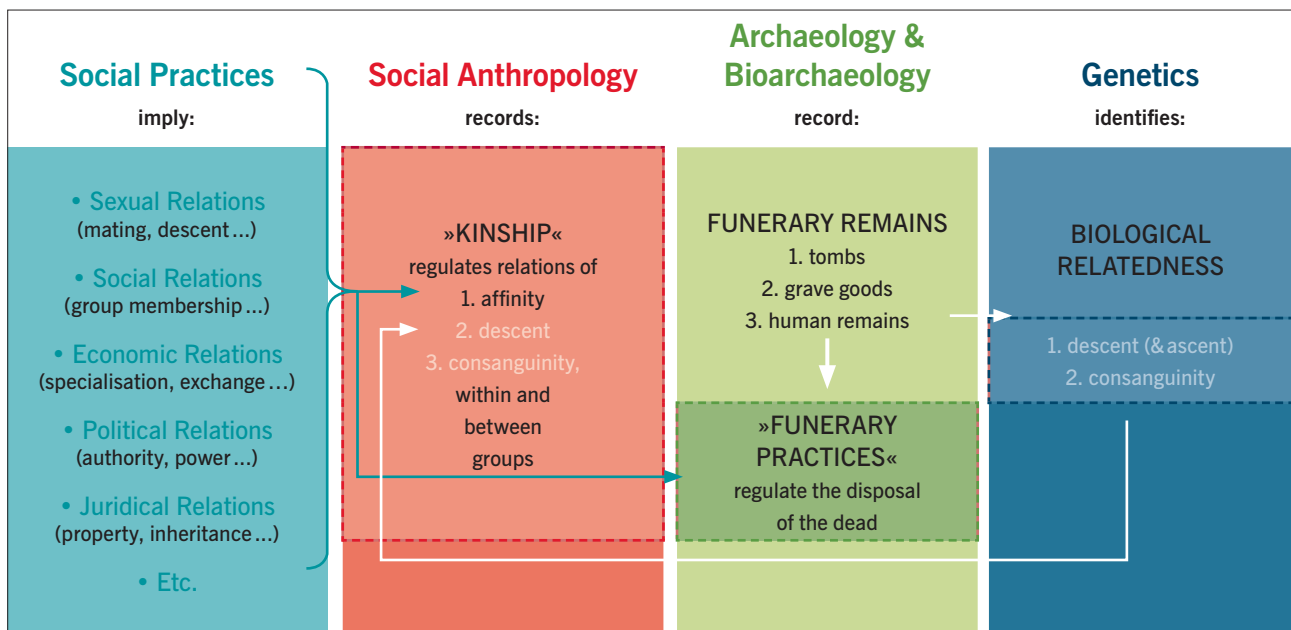 Social Practices
imply:
• Sexual Relations
(mating, descent ...)
• Social Relations
(group membership ...)
• Economic Relations
(specialisation, exchange ...)
• Political Relations
(authority, power ...)
• Juridical Relations
(property, inheritance ...)
• Etc.
Social Anthropology
records:
»KINSHIP«
regulates relations of
1. affinity
2. descent
3. consanguinity,
within and
between
groups
Archaeology &
Bioarchaeology
record:
FUNERARY REMAINS
1. tombs
2. grave goods
3. human remains
»FUNERARY
PRACTICES«
regulate the disposal
of the dead
Genetics
identifies:
BIOLOGICAL
RELATEDNESS
1. descent (& ascent)
2. consanguinity